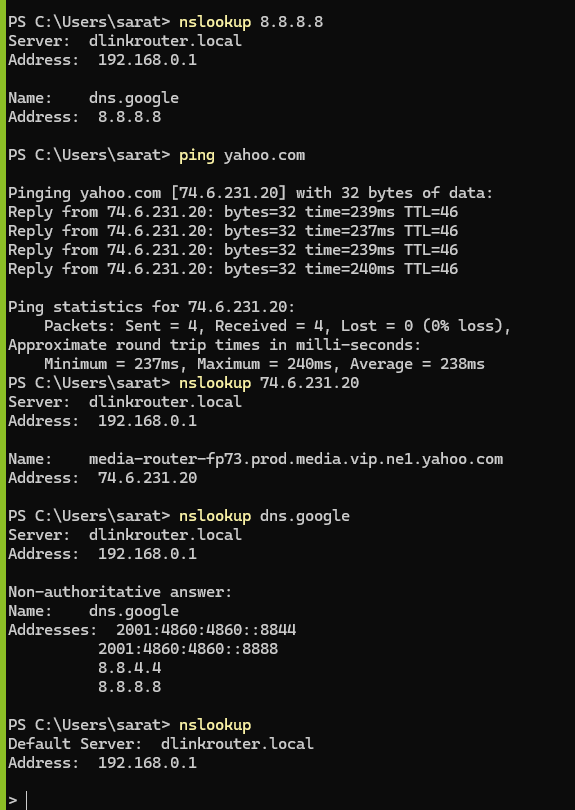 PS C:\Users\sarat> nslookup 8.8.8.8
Server:  dlinkrouter.local
Address:  192.168.0.1

Name:    dns.google
Address:  8.8.8.8

PS C:\Users\sarat> ping yahoo.com

Pinging yahoo.com [74.6.231.20] with 32 bytes of data:
Reply from 74.6.231.20: bytes=32 time=239ms TTL=46
Reply from 74.6.231.20: bytes=32 time=237ms TTL=46
Reply from 74.6.231.20: bytes=32 time=239ms TTL=46
Reply from 74.6.231.20: bytes=32 time=240ms TTL=46

Ping statistics for 74.6.231.20:
    Packets: Sent = 4, Received = 4, Lost = 0 (0% loss),
Approximate round trip times in milli-seconds:
    Minimum = 237ms, Maximum = 240ms, Average = 238ms
PS C:\Users\sarat> nslookup 74.6.231.20
Server:  dlinkrouter.local
Address:  192.168.0.1

Name:    media-router-fp73.prod.media.vip.ne1.yahoo.com
Address:  74.6.231.20

PS C:\Users\sarat> nslookup dns.google
Server:  dlinkrouter.local
Address:  192.168.0.1

Non-authoritative answer:
Name:    dns.google
Addresses:  2001:4860:4860::8844
          2001:4860:4860::8888
          8.8.4.4
          8.8.8.8

PS C:\Users\sarat> nslookup
Default Server:  dlinkrouter.local
Address:  192.168.0.1

>